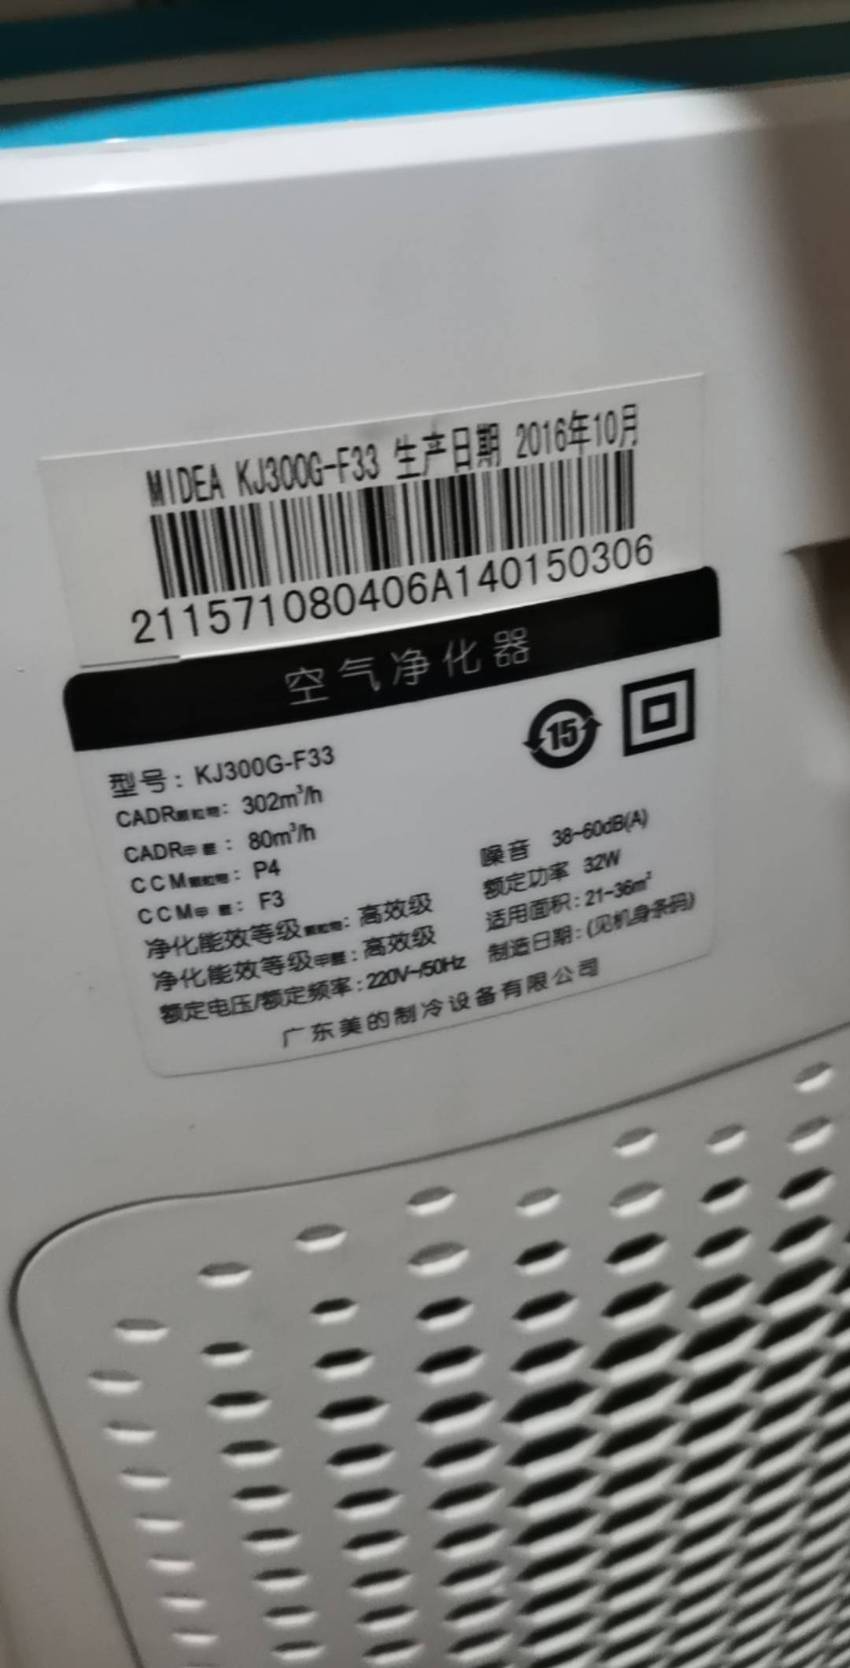 MIDEA KJ300G-F33 生产日期 2016年10月
211571080406A140150306
空气净化器
15
型号：KJ300G-F33
CADR颗粒物：302m³/h
CADR甲醛：80m³/h
CCM颗粒物：P4
CCM甲醛：F3
净化能效等级颗粒物：高效级
净化能效等级甲醛：高效级
额定电压/额定频率：220V~/50Hz
噪音 38~60dB(A)
额定功率 32W
适用面积：21~36m²
制造日期：(见机身条码)
广东美的制冷设备有限公司